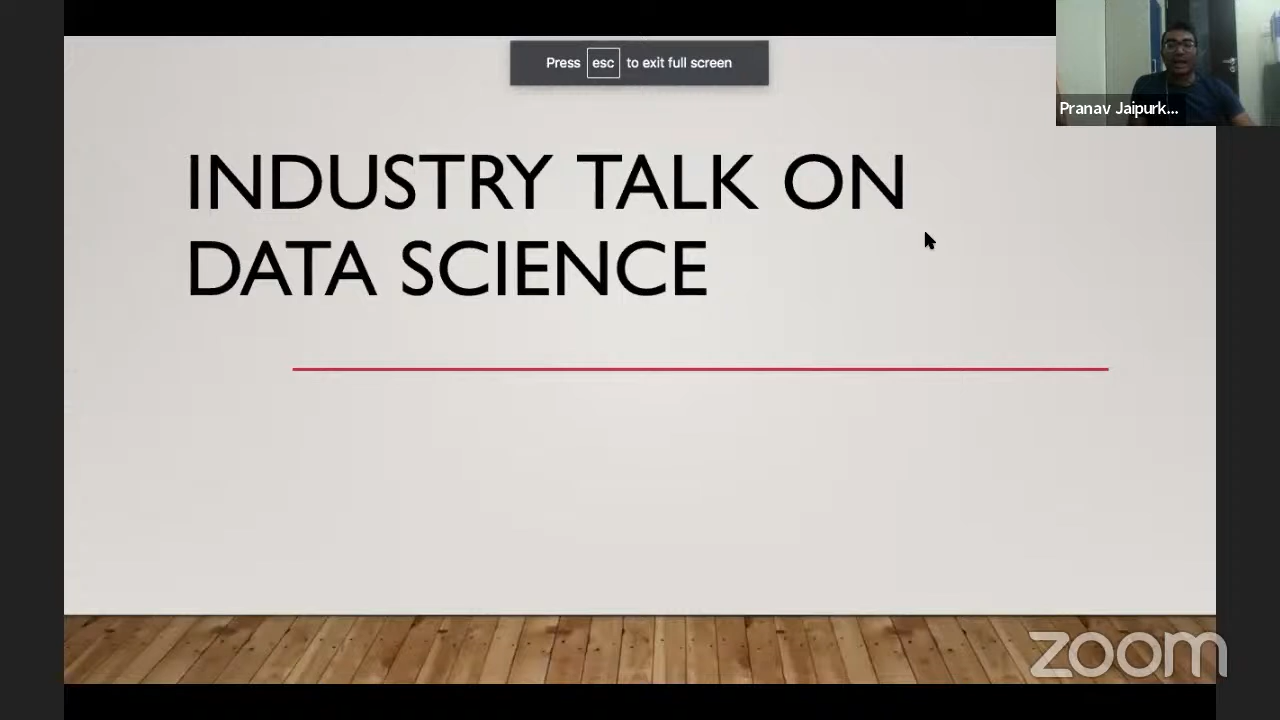 Press esc to exit full screen
Pranav Jaipurk...
INDUSTRY TALK ON
DATA SCIENCE
zoom